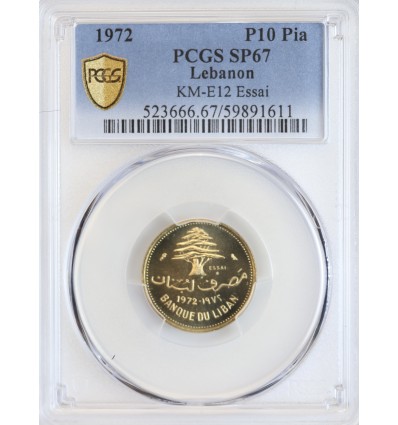 1972 P10 Pia
PCGS SP67
Lebanon
KM-E12 Essai
523666.67/59891611
PCGS
ESSAI
مصرف لبنان
1972-١٩٧٢
BANQUE DU LIBAN